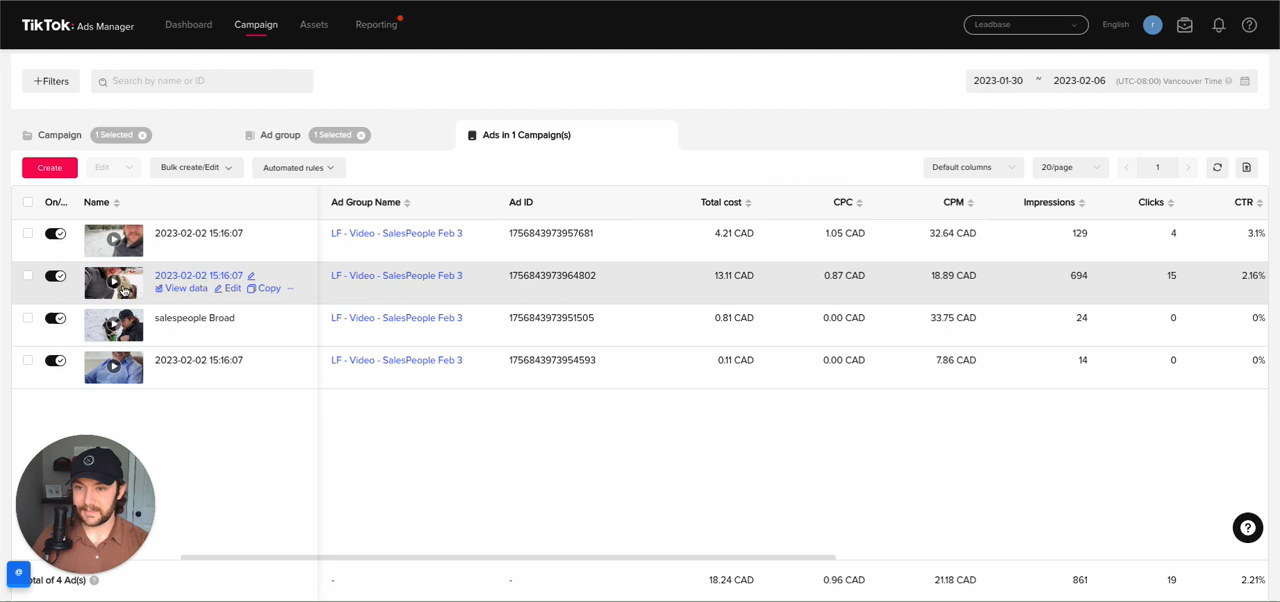 TikTok: Ads Manager Dashboard Campaign Assets Reporting Leadbase English r
+Filters Search by name or ID 2023-01-30 ~ 2023-02-06 (UTC-08:00) Vancouver Time
Campaign 1 Selected Ad group 1 Selected Ads in 1 Campaign(s)
Create Edit Bulk create/Edit Automated rules Default columns 20/page 1
On/... Name Ad Group Name Ad ID Total cost CPC CPM Impressions Clicks CTR
2023-02-02 15:16:07 LF - Video - SalesPeople Feb 3 1756843973957681 4.21 CAD 1.05 CAD 32.64 CAD 129 4 3.1%
2023-02-02 15:16:07 LF - Video - SalesPeople Feb 3 1756843973964802 13.11 CAD 0.87 CAD 18.89 CAD 694 15 2.16%
View data Edit Copy ...
salespeople Broad LF - Video - SalesPeople Feb 3 1756843973951505 0.81 CAD 0.00 CAD 33.75 CAD 24 0 0%
2023-02-02 15:16:07 LF - Video - SalesPeople Feb 3 1756843973954593 0.11 CAD 0.00 CAD 7.86 CAD 14 0 0%
?
@
otal of 4 Ad(s) ? - - 18.24 CAD 0.96 CAD 21.18 CAD 861 19 2.21%